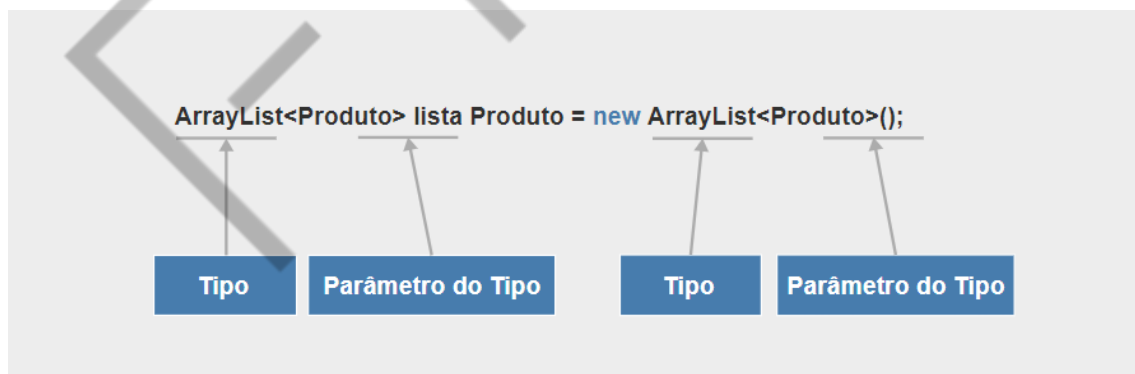 ArrayList<Produto> lista Produto = new ArrayList<Produto>();
Tipo
Parâmetro do Tipo
Tipo
Parâmetro do Tipo